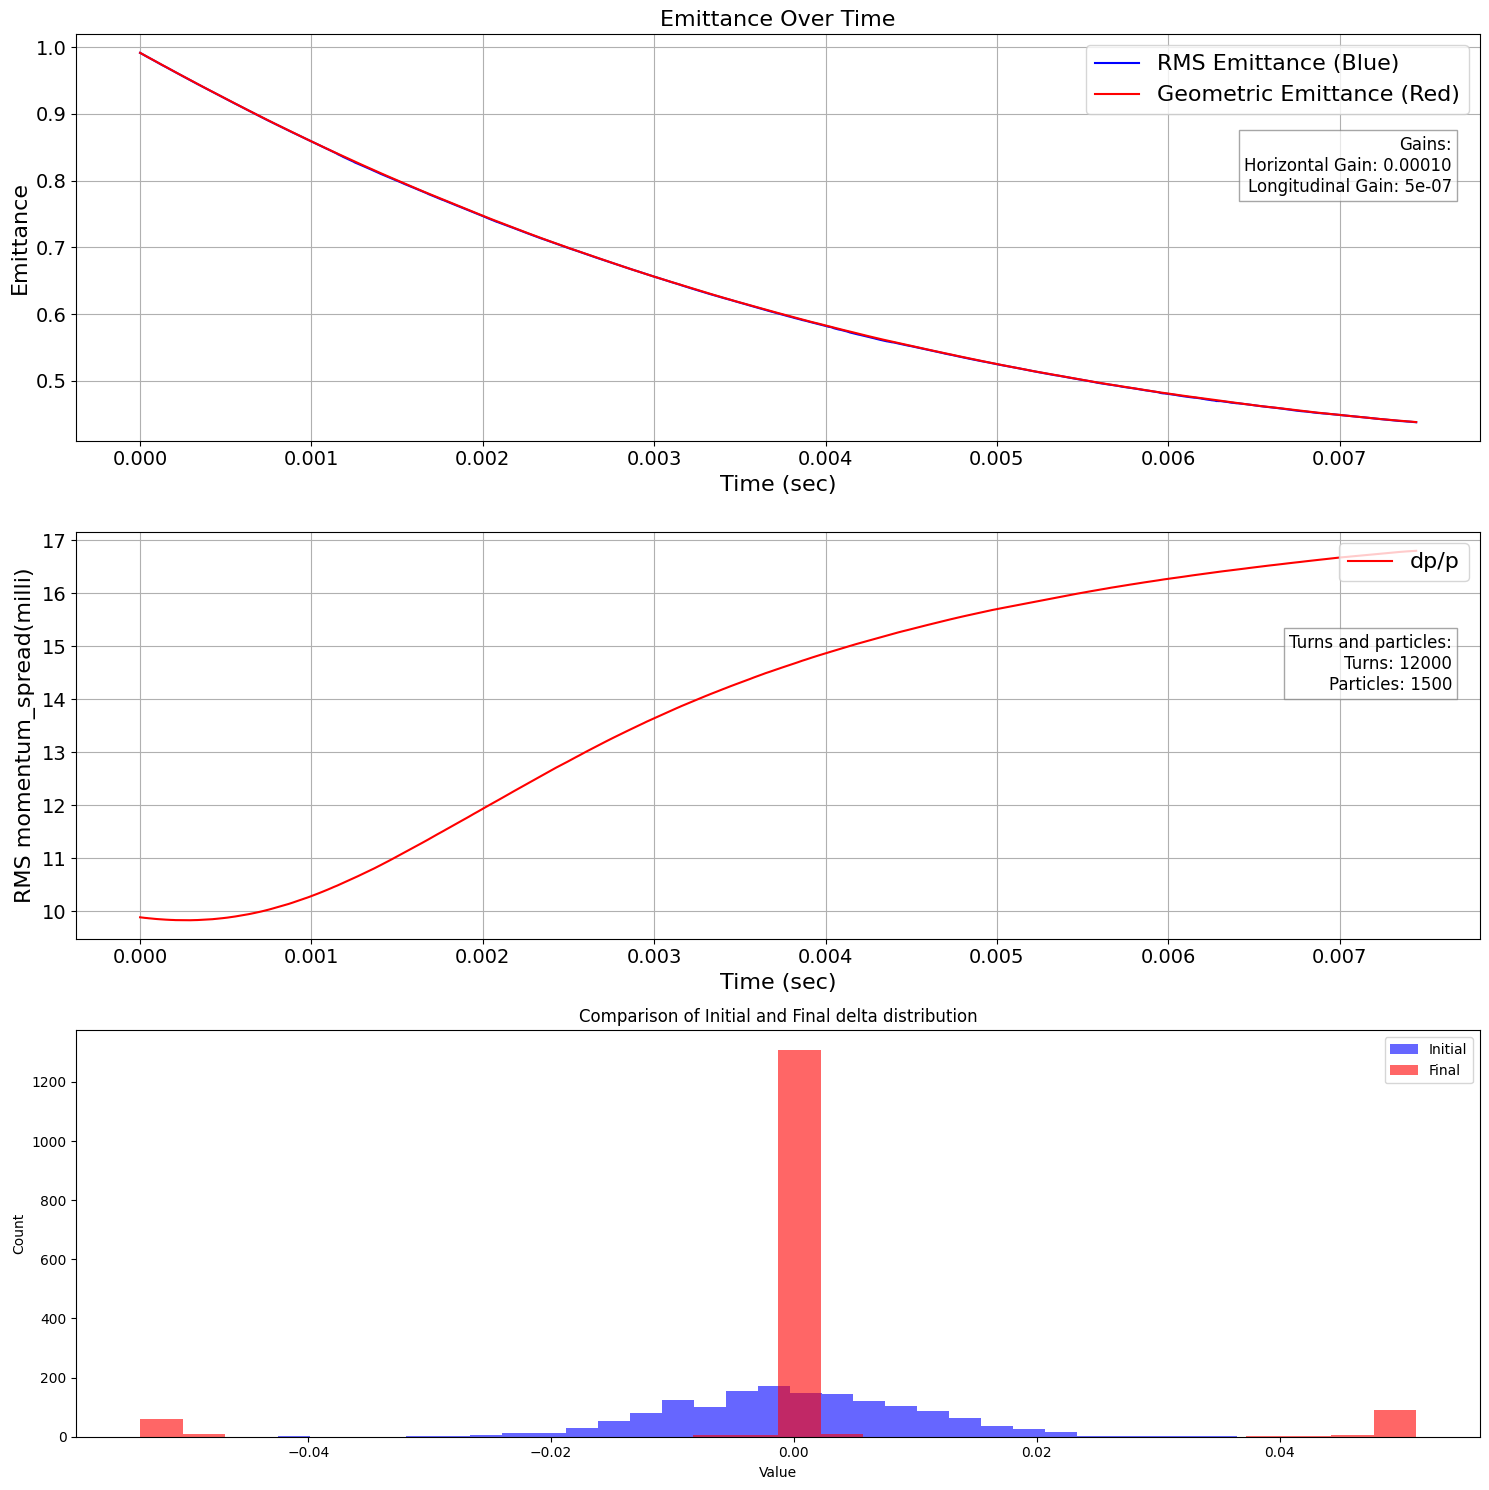 Emittance Over Time
1.0
0.9
0.8
0.7
0.6
0.5
Emittance
RMS Emittance (Blue)
Geometric Emittance (Red)
Gains:
Horizontal Gain: 0.00010
Longitudinal Gain: 5e-07
0.000 0.001 0.002 0.003 0.004 0.005 0.006 0.007
Time (sec)
17
16
15
14
13
12
11
10
RMS momentum_spread(milli)
dp/p
Turns and particles:
Turns: 12000
Particles: 1500
0.000 0.001 0.002 0.003 0.004 0.005 0.006 0.007
Time (sec)
Comparison of Initial and Final delta distribution
1200
1000
800
600
400
200
0
Count
Initial
Final
−0.04 −0.02 0.00 0.02 0.04
Value